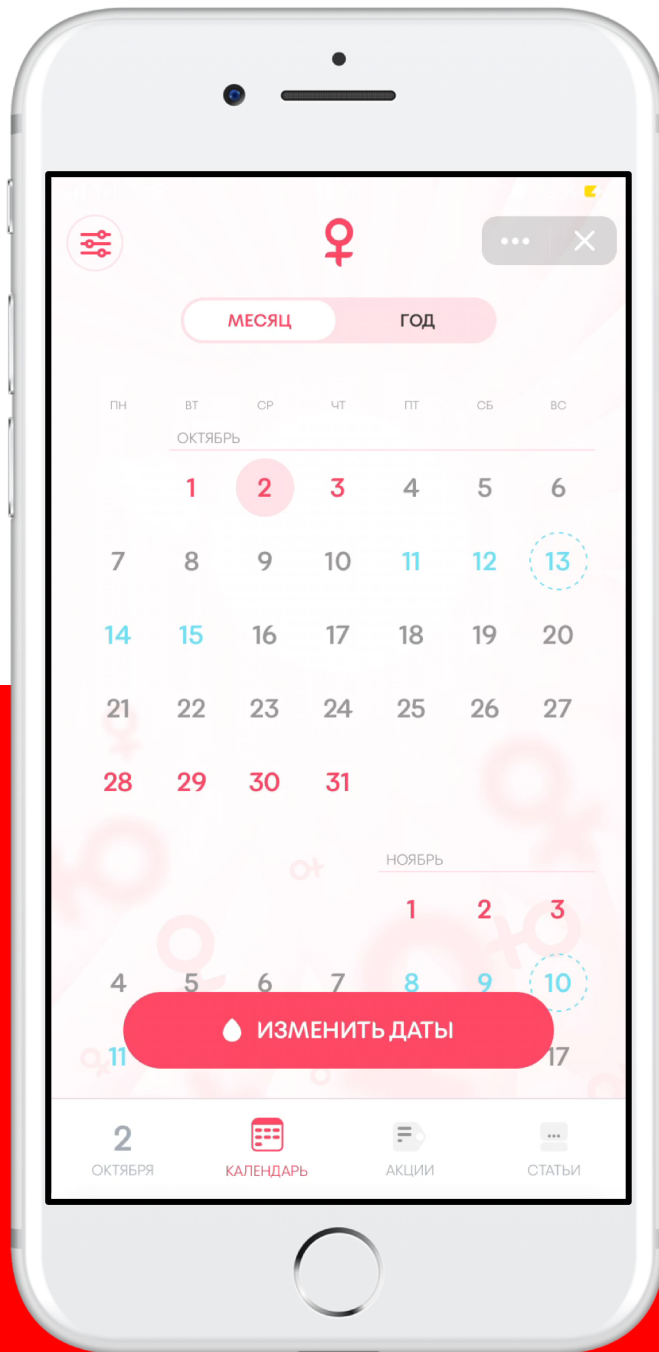 МЕСЯЦ ГОД
ПН ВТ СР ЧТ ПТ СБ ВС
ОКТЯБРЬ
1 2 3 4 5 6
7 8 9 10 11 12 13
14 15 16 17 18 19 20
21 22 23 24 25 26 27
28 29 30 31
НОЯБРЬ
1 2 3
4 5 6 7 8 9 10
ИЗМЕНИТЬ ДАТЫ
11 17
2
ОКТЯБРЯ КАЛЕНДАРЬ АКЦИИ СТАТЬИ